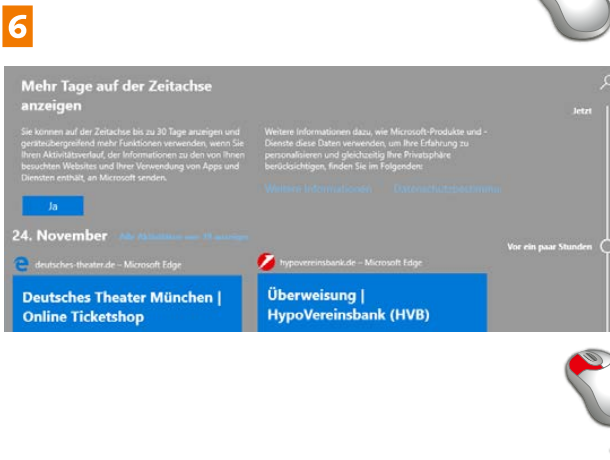 6
Mehr Tage auf der Zeitachse
anzeigen
Jetzt
Sie können auf der Zeitachse bis zu 30 Tage anzeigen und
geräteübergreifend mehr Funktionen verwenden, wenn Sie
Ihren Aktivitätsverlauf, der Informationen zu den von Ihnen
besuchten Websites und Ihrer Verwendung von Apps und
Diensten enthält, an Microsoft senden.
Weitere Informationen dazu, wie Microsoft-Produkte und -
Dienste diese Daten verwenden, um Ihre Erfahrung zu
personalisieren und gleichzeitig Ihre Privatsphäre
berücksichtigen, finden Sie im Folgenden:
Weitere Informationen
Ja
24. November
Vor ein paar Stunden
deutsches-theater.de – Microsoft Edge
hypovereinsbank.de – Microsoft Edge
Deutsches Theater München |
Online Ticketshop
Überweisung |
HypoVereinsbank (HVB)